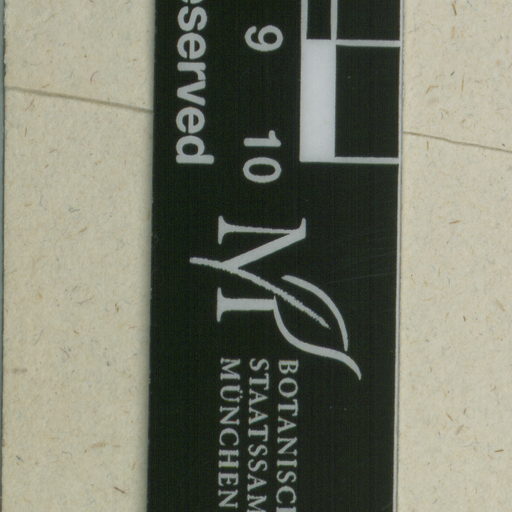 eserved
9 10
BOTANISC
STAATSSAM
MÜNCHEN